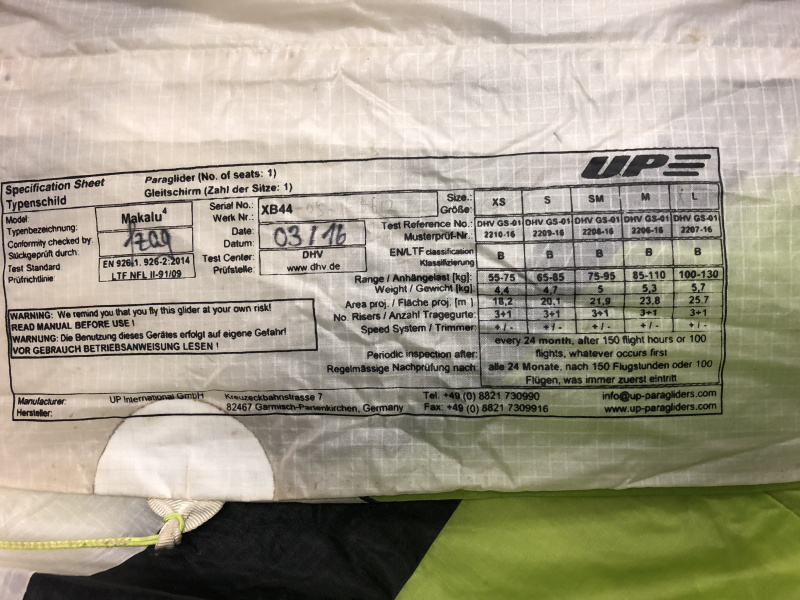 UP
Specification Sheet
Typenschild
Paraglider (No. of seats: 1)
Gleitschirm (Zahl der Sitze: 1)
Model:
Typenbezeichnung:
Makalu⁴
Conformity checked by:
Stückgeprüft durch:
Test Standard
Prüfrichtlinie:
EN 926.1, 926-2:2014
LTF NFL II-91/09
Serial No.:
Werk Nr.:
XB44
Date:
Datum:
03/16
Test Center:
Prüfstelle:
DHV
www.dhv.de
WARNING: We remind you that you fly this glider at your own risk!
READ MANUAL BEFORE USE !
WARNUNG: Die Benutzung dieses Gerätes erfolgt auf eigene Gefahr!
VOR GEBRAUCH BETRIEBSANWEISUNG LESEN !
Size.:
Größe:
XS S SM M L
Test Reference No.:
Musterprüf-Nr.:
DHV GS-01 DHV GS-01 DHV GS-01 DHV GS-01 DHV GS-01
2210-16 2209-16 2208-16 2206-16 2207-16
EN/LTF classification
Klassifizierung
B B B B B
Range / Anhängelast [kg]: 55-75 65-85 75-95 85-110 100-130
Weight / Gewicht [kg]: 4,4 4,7 5 5,3 5,7
Area proj. / Fläche proj. [m ]: 18,2 20,1 21,9 23,8 25,7
No. Risers / Anzahl Tragegurte: 3+1 3+1 3+1 3+1 3+1
Speed System / Trimmer: + / - + / - + / - + / - + / -
Periodic inspection after: every 24 month, after 150 flight hours or 100
flights, whatever occurs first
Regelmässige Nachprüfung nach: alle 24 Monate, nach 150 Flugstunden oder 100
Flügen, was immer zuerst eintritt
Manufacturer:
Hersteller:
UP International GmbH
Kreuzeckbahnstrasse 7
82467 Garmisch-Partenkirchen, Germany
Tel. +49 (0) 8821 730990
Fax: +49 (0) 8821 7309916
info@up-paragliders.com
www.up-paragliders.com